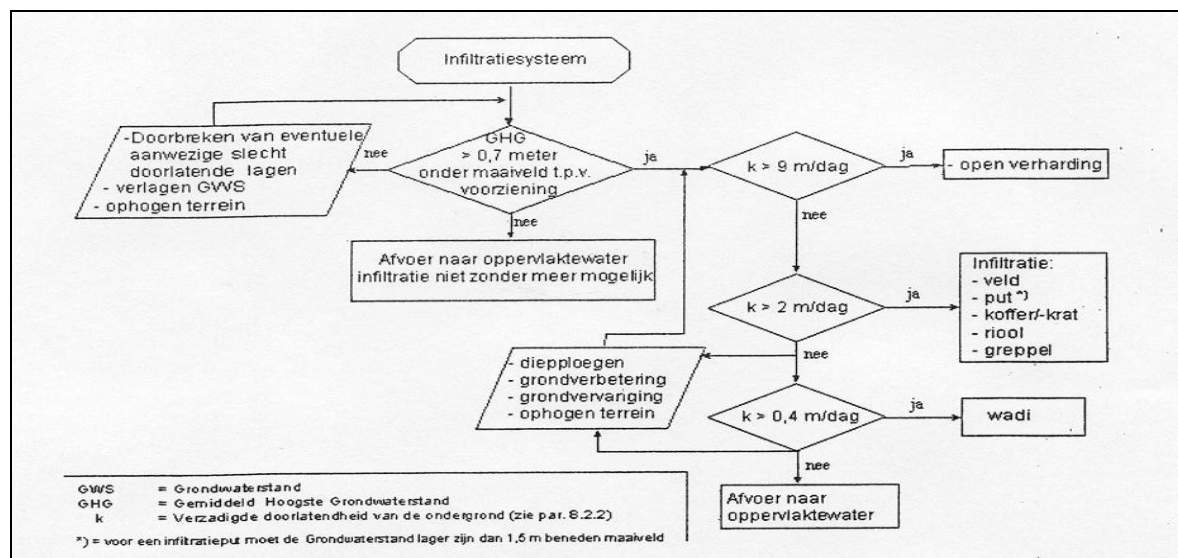 Infiltratiesysteem
-Doorbreken van eventuele
aanwezige slecht
doorlatende lagen
- verlagen GWS
- ophogen terrein
nee
GHG
> 0,7 meter
onder maaiveld t.p.v.
voorziening
ja
k > 9 m/dag
ja
- open verharding
nee
nee
Afvoer naar oppervlaktewater
infiltratie niet zonder meer mogelijk
k > 2 m/dag
ja
Infiltratie:
- veld
- put *)
- koffer/-krat
- riool
- greppel
nee
- diepploegen
- grondverbetering
- grondvervanging
- ophogen terrein
k > 0,4 m/dag
ja
wadi
nee
Afvoer naar
oppervlaktewater
GWS = Grondwaterstand
GHG = Gemiddeld Hoogste Grondwaterstand
k = Verzadigde doorlatendheid van de ondergrond (zie par. 8.2.2)
*) = voor een infiltratieput moet de Grondwaterstand lager zijn dan 1,5 m beneden maaiveld